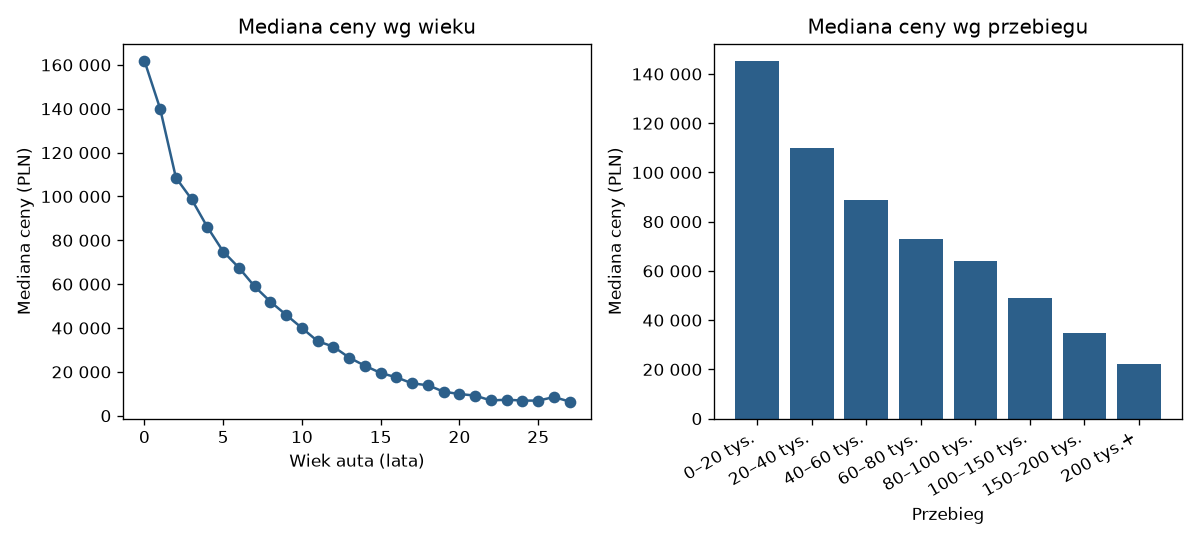 Mediana ceny wg wieku
Mediana ceny (PLN)
160 000
140 000
120 000
100 000
80 000
60 000
40 000
20 000
0
0
5
10
15
20
25
Wiek auta (lata)
Mediana ceny wg przebiegu
Mediana ceny (PLN)
140 000
120 000
100 000
80 000
60 000
40 000
20 000
0
0–20 tys.
20–40 tys.
40–60 tys.
60–80 tys.
80–100 tys.
100–150 tys.
150–200 tys.
200 tys.+
Przebieg